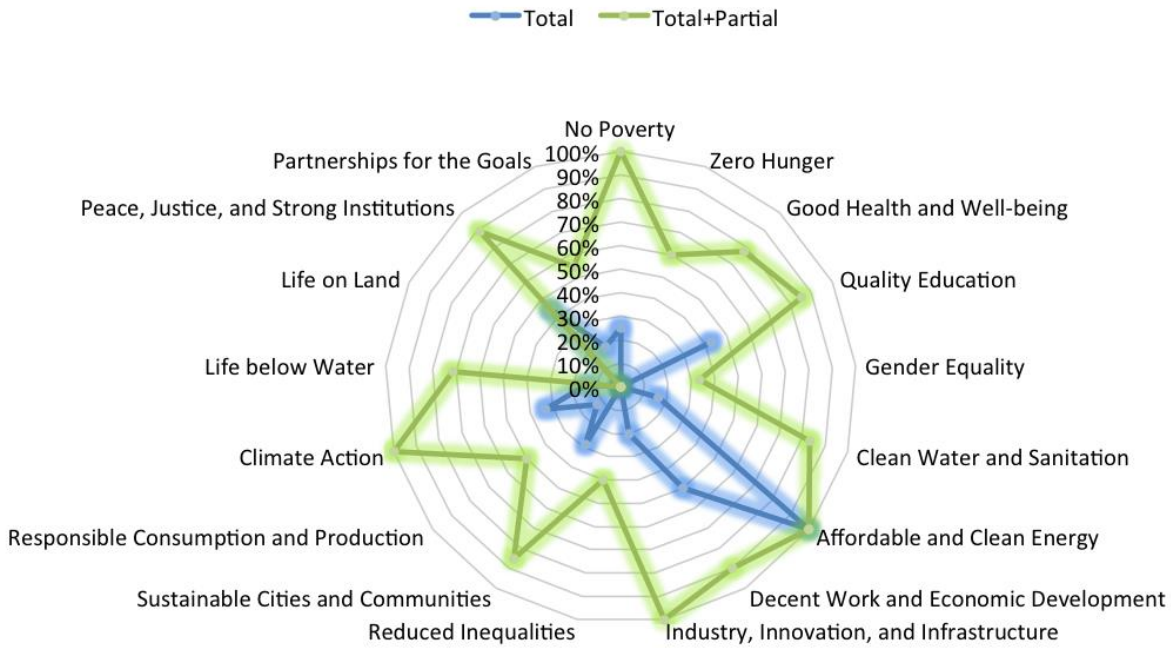 Total Total+Partial
No Poverty
Partnerships for the Goals 100% Zero Hunger
90%
Peace, Justice, and Strong Institutions 80% Good Health and Well-being
70%
60%
Life on Land 50% Quality Education
40%
30%
20%
Life below Water 10% Gender Equality
0%
Climate Action Clean Water and Sanitation
Responsible Consumption and Production Affordable and Clean Energy
Sustainable Cities and Communities Decent Work and Economic Development
Reduced Inequalities Industry, Innovation, and Infrastructure